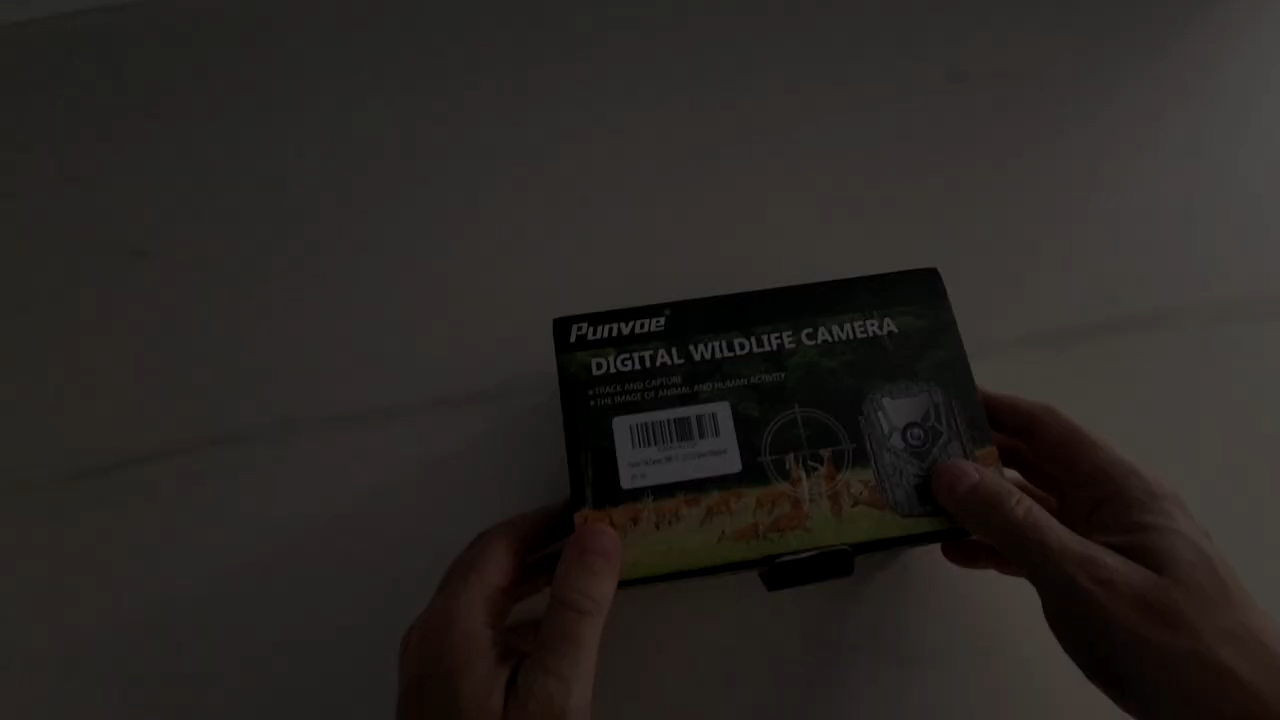 Punvoe®
DIGITAL WILDLIFE CAMERA
TRACK AND CAPTURE
THE IMAGE OF ANIMAL AND HUMAN ACTIVITY